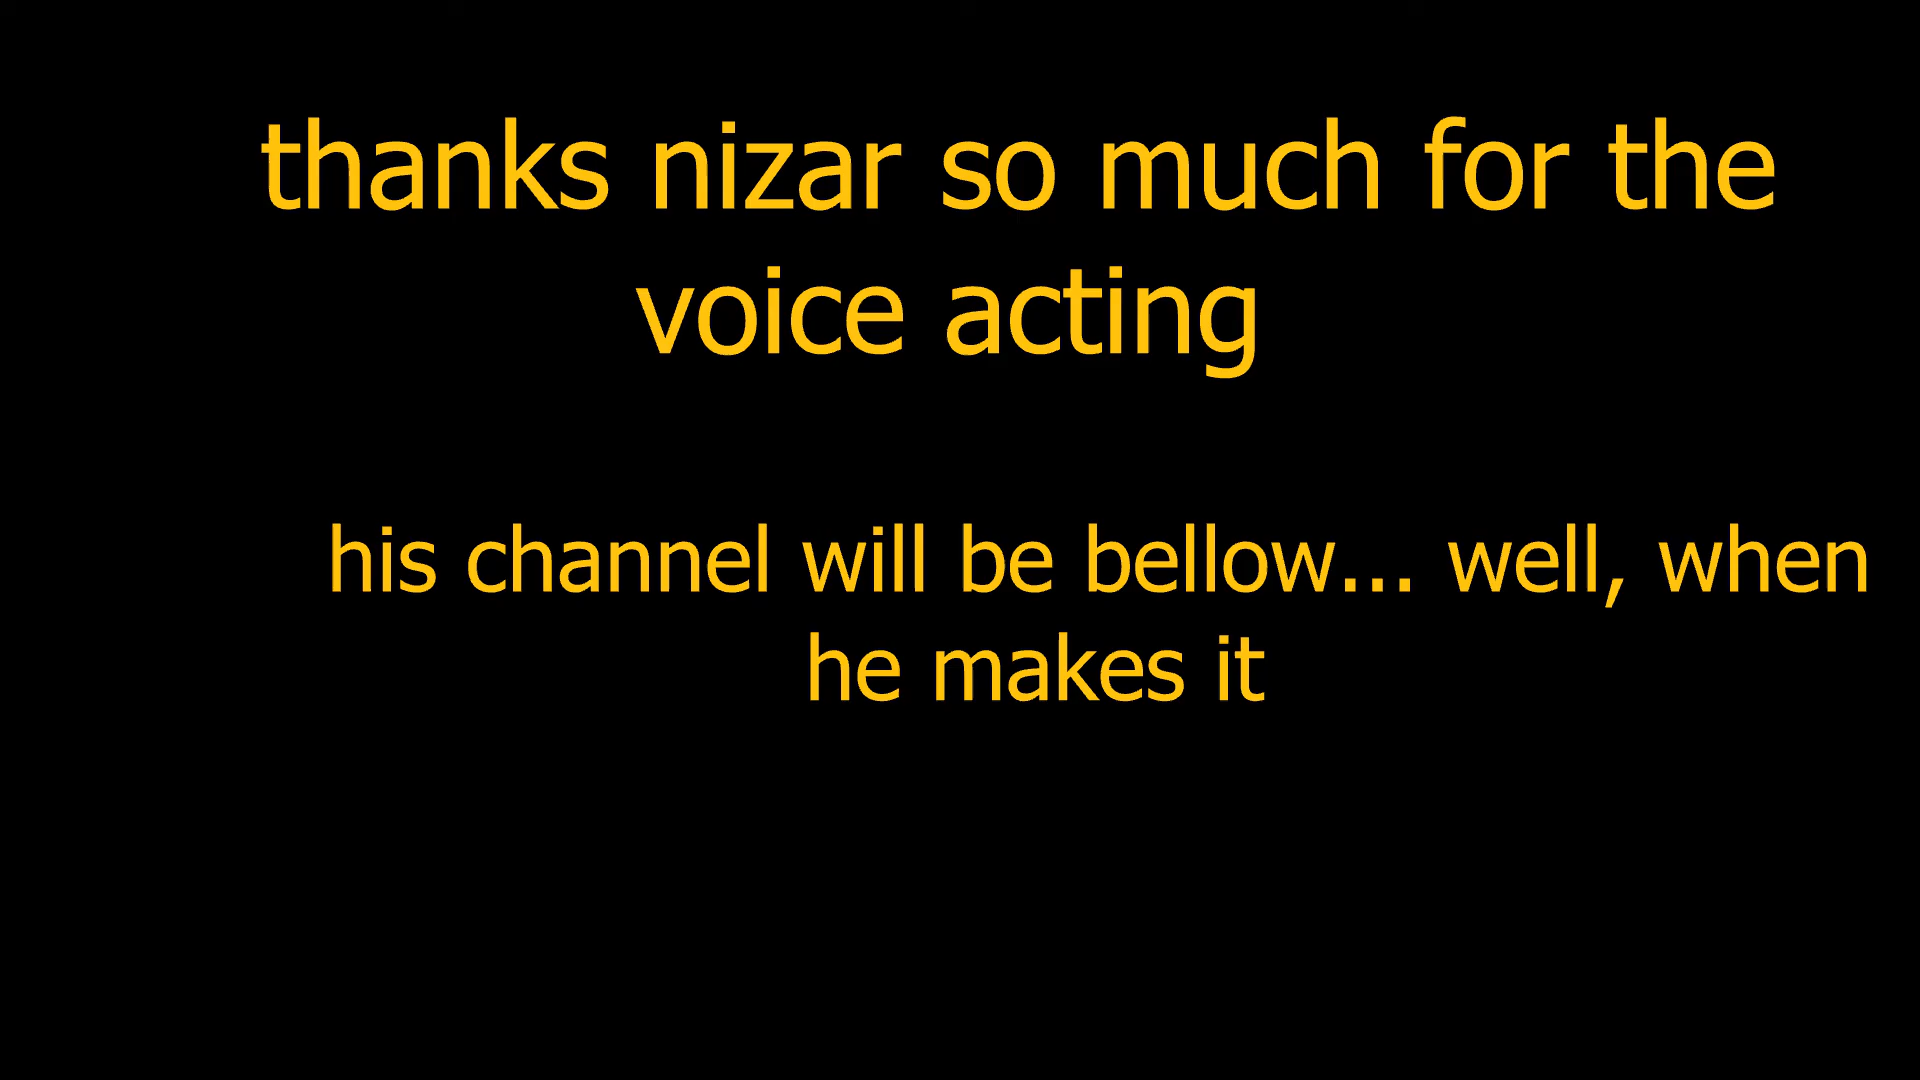 thanks nizar so much for the
voice acting
his channel will be bellow... well, when
he makes it